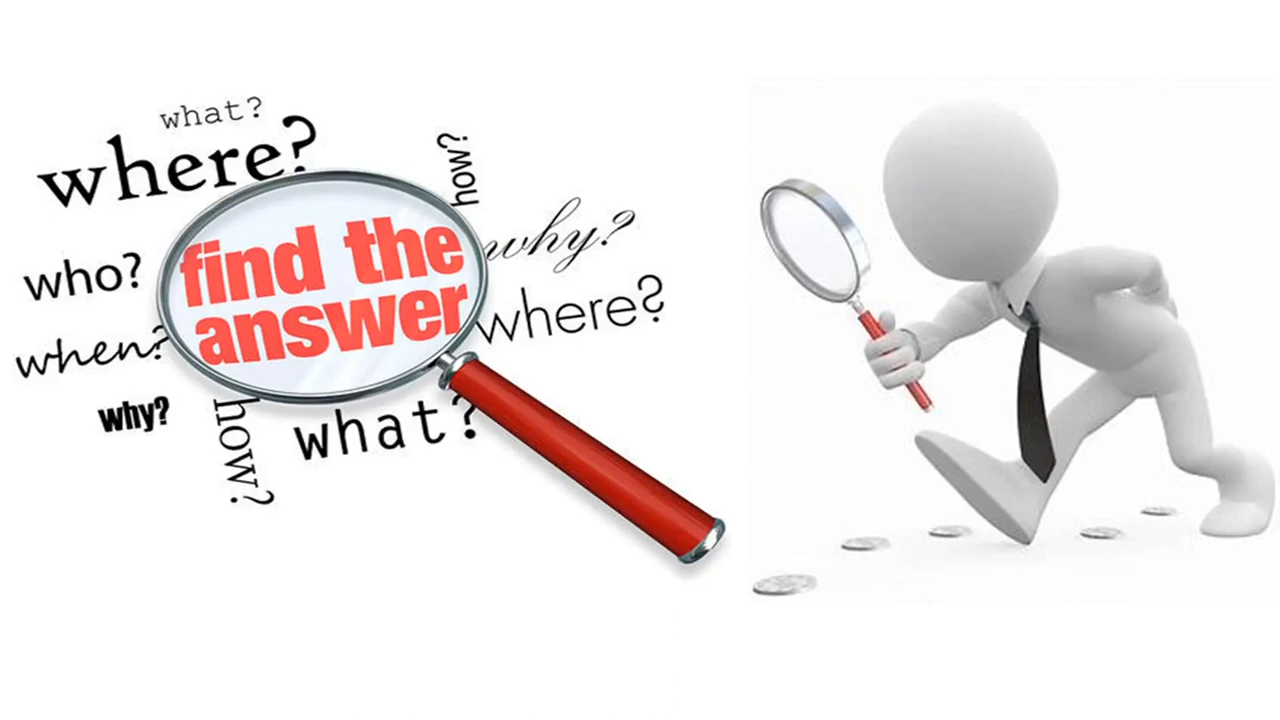 what?
where?
how?
find the
answer
why?
who?
where?
when?
why?
how?
what?